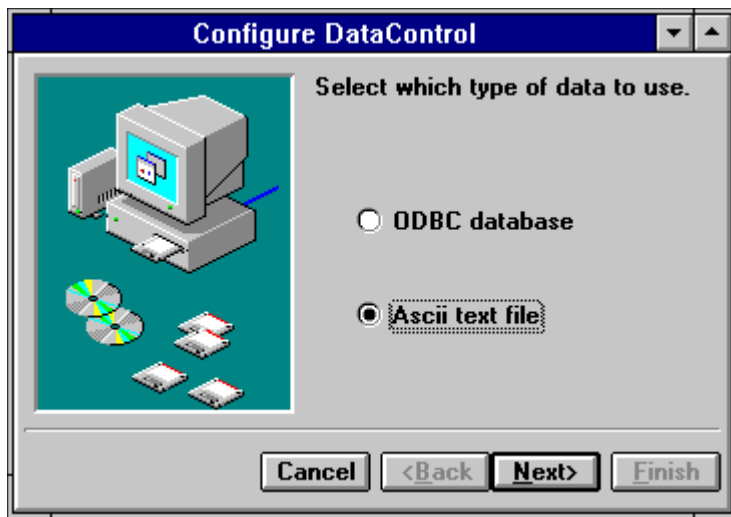 Configure DataControl
Select which type of data to use.
ODBC database
Ascii text file
Cancel <Back Next> Finish